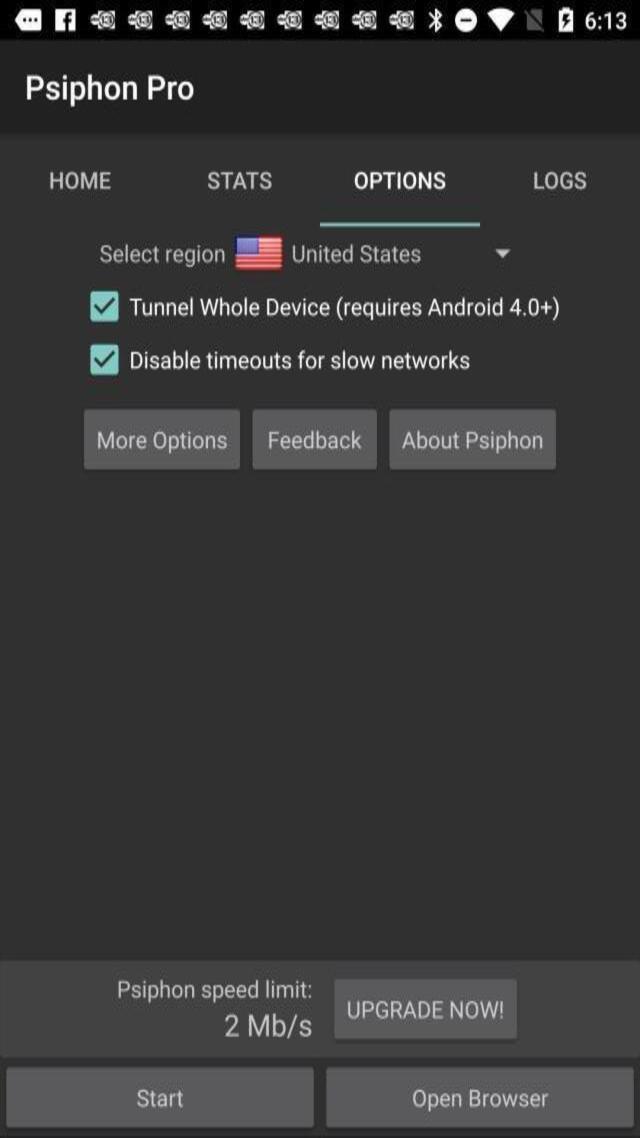 6:13
Psiphon Pro
HOME STATS OPTIONS LOGS
Select region United States
Tunnel Whole Device (requires Android 4.0+)
Disable timeouts for slow networks
More Options Feedback About Psiphon
Psiphon speed limit:
2 Mb/s
UPGRADE NOW!
Start Open Browser